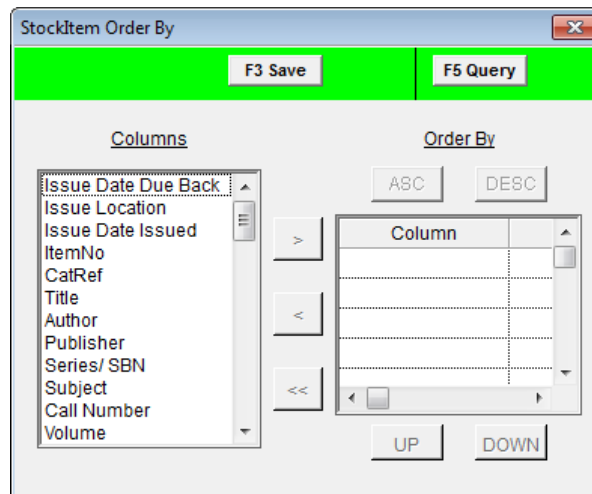 StockItem Order By
F3 Save
F5 Query
Columns
Issue Date Due Back
Issue Location
Issue Date Issued
ItemNo
CatRef
Title
Author
Publisher
Series/ SBN
Subject
Call Number
Volume
>
<
<<
Order By
ASC DESC
Column
UP DOWN